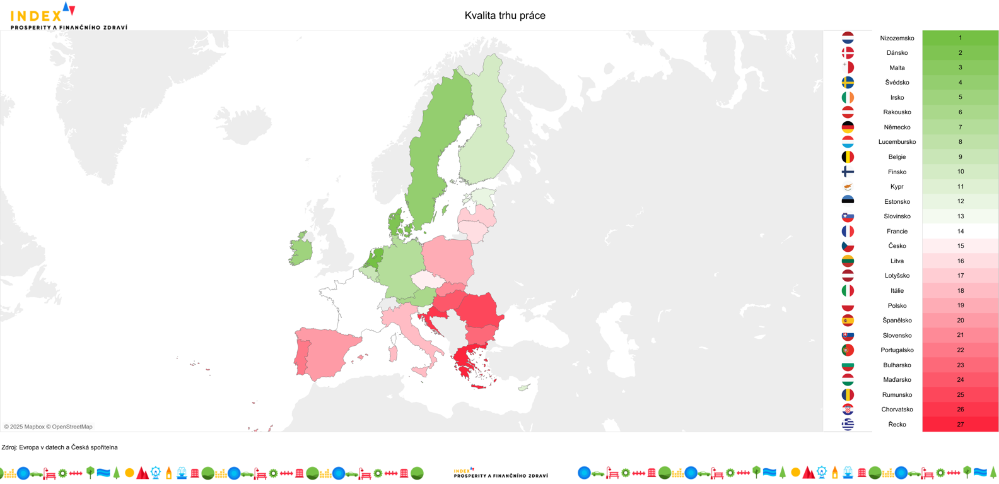 INDEX
PROSPERITY A FINANČNÍHO ZDRAVÍ
Kvalita trhu práce
Nizozemsko 1
Dánsko 2
Malta 3
Švédsko 4
Irsko 5
Rakousko 6
Německo 7
Lucembursko 8
Belgie 9
Finsko 10
Kypr 11
Estonsko 12
Slovinsko 13
Francie 14
Česko 15
Litva 16
Lotyšsko 17
Itálie 18
Polsko 19
Španělsko 20
Slovensko 21
Portugalsko 22
Bulharsko 23
Maďarsko 24
Rumunsko 25
Chorvatsko 26
Řecko 27
© 2025 Mapbox © OpenStreetMap
Zdroj: Evropa v datech a Česká spořitelna
INDEX
PROSPERITY A FINANČNÍHO ZDRAVÍ